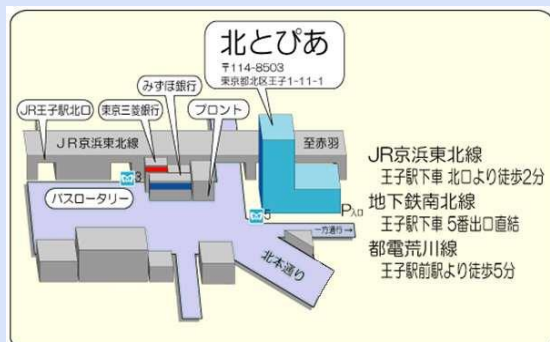 北とぴあ
〒114-8503
東京都北区王子1-11-1
みずほ銀行
東京三菱銀行
プロント
JR王子駅北口
JR京浜東北線
至赤羽
3
バスロータリー
5
P入口
一方通行→
北本通り
JR京浜東北線
王子駅下車 北口より徒歩2分
地下鉄南北線
王子駅下車 5番出口直結
都電荒川線
王子駅前駅より徒歩5分